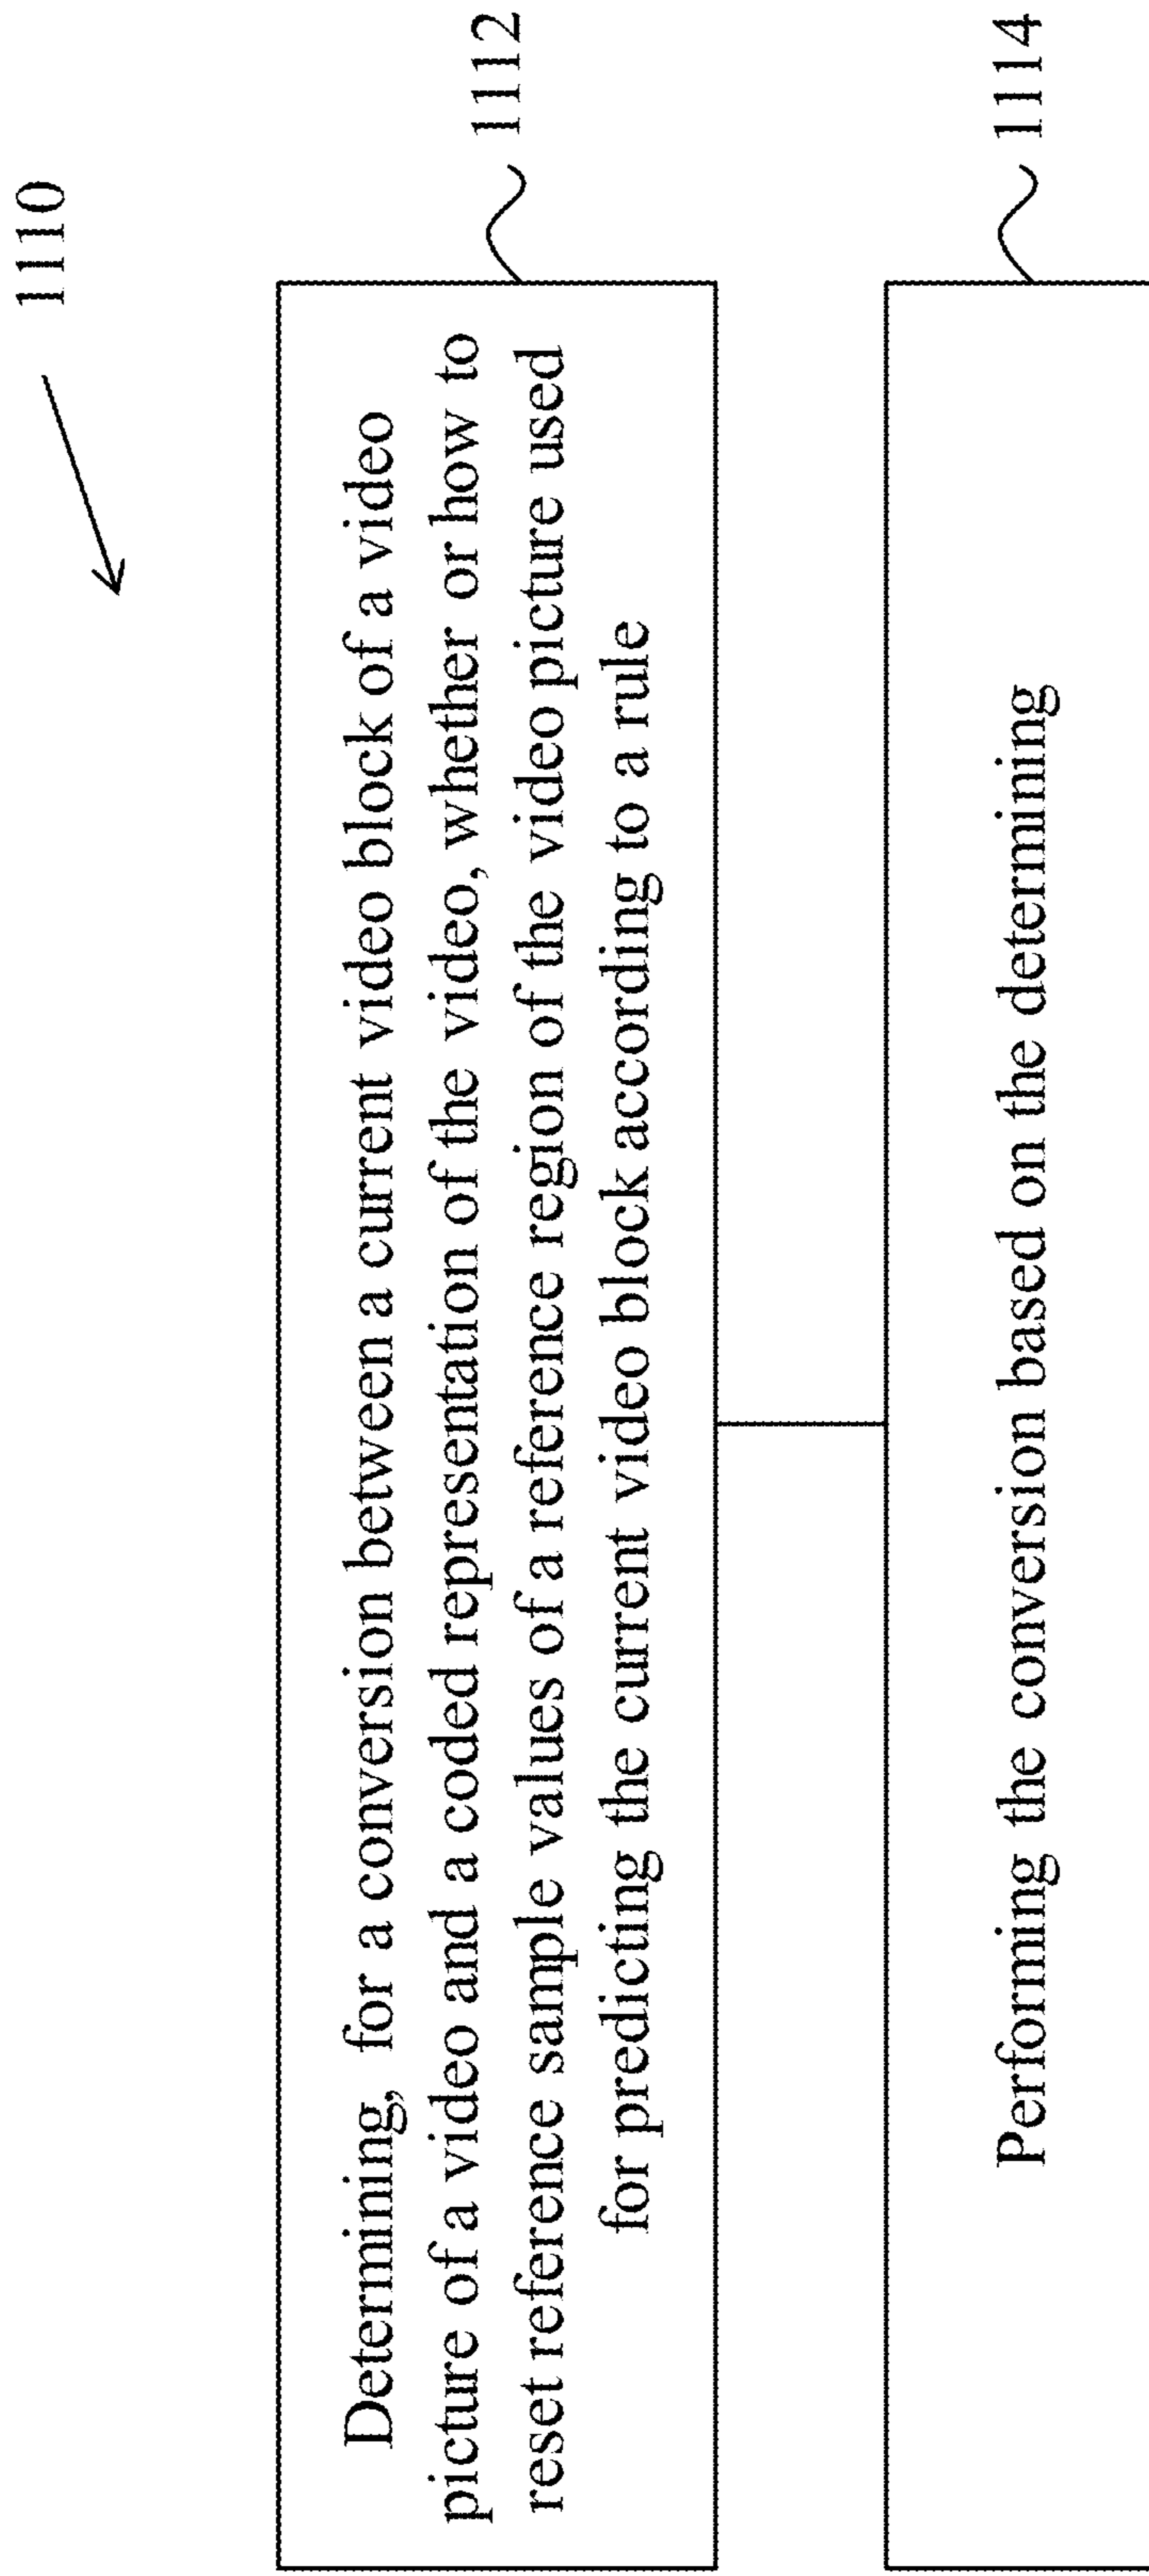 1110
Determining, for a conversion between a current video block of a video
picture of a video and a coded representation of the video, whether or how to
reset reference sample values of a reference region of the video picture used
for predicting the current video block according to a rule
1112
Performing the conversion based on the determining
1114